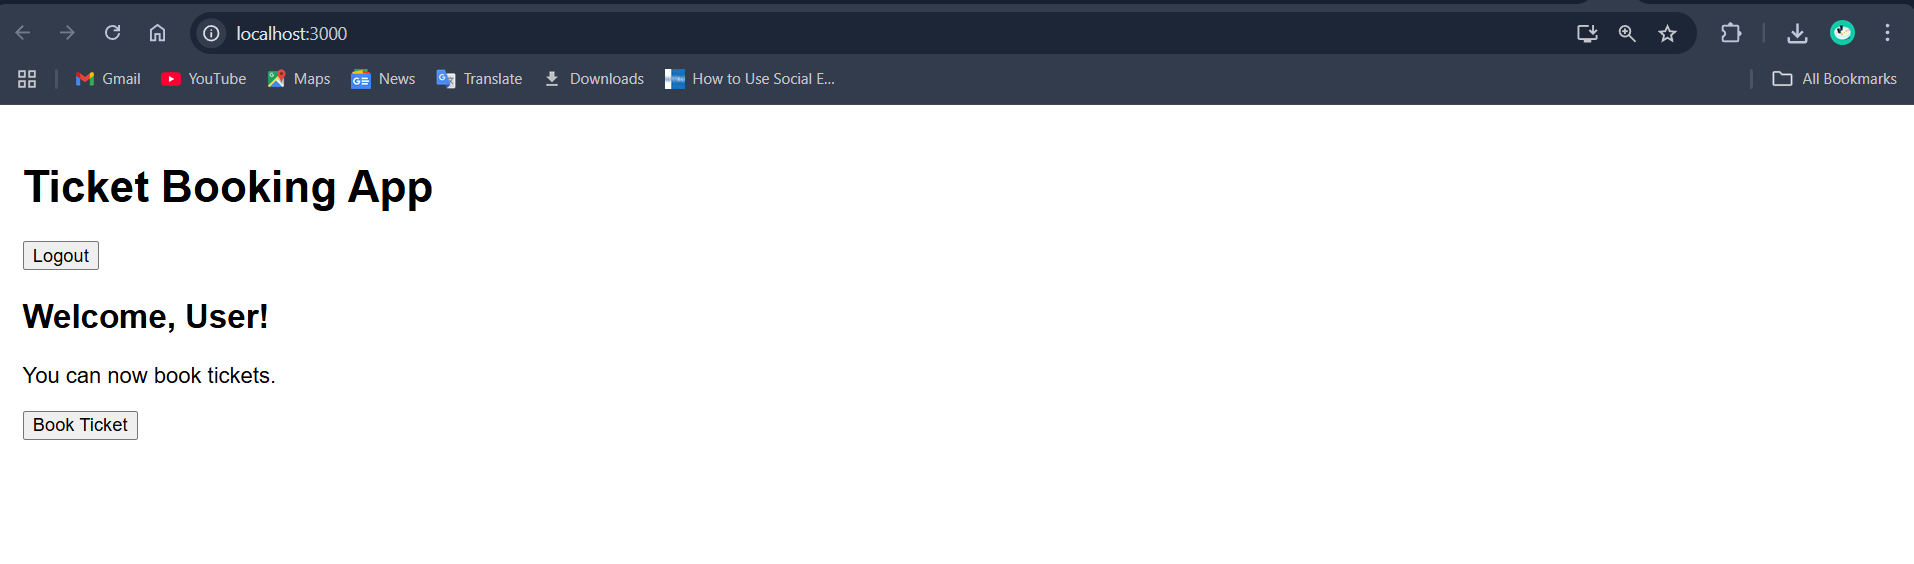 localhost:3000
Gmail YouTube Maps News Translate Downloads How to Use Social E... All Bookmarks
Ticket Booking App
Logout
Welcome, User!
You can now book tickets.
Book Ticket